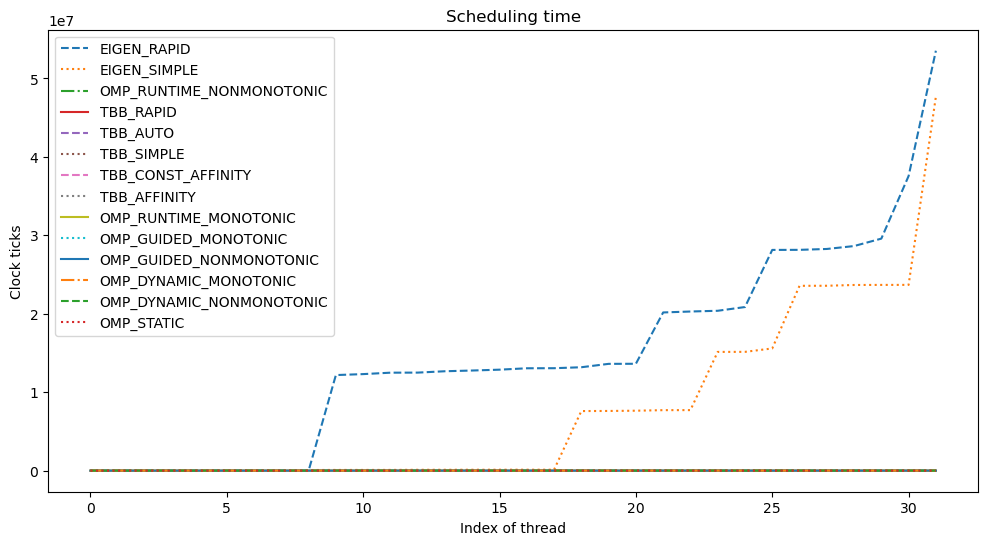 Scheduling time
1e7
EIGEN_RAPID
EIGEN_SIMPLE
OMP_RUNTIME_NONMONOTONIC
TBB_RAPID
TBB_AUTO
TBB_SIMPLE
TBB_CONST_AFFINITY
TBB_AFFINITY
OMP_RUNTIME_MONOTONIC
OMP_GUIDED_MONOTONIC
OMP_GUIDED_NONMONOTONIC
OMP_DYNAMIC_MONOTONIC
OMP_DYNAMIC_NONMONOTONIC
OMP_STATIC
Clock ticks
5
4
3
2
1
0
0 5 10 15 20 25 30
Index of thread